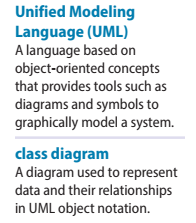 Unified Modeling
Language (UML)
A language based on
object-oriented concepts
that provides tools such as
diagrams and symbols to
graphically model a system.
class diagram
A diagram used to represent
data and their relationships
in UML object notation.